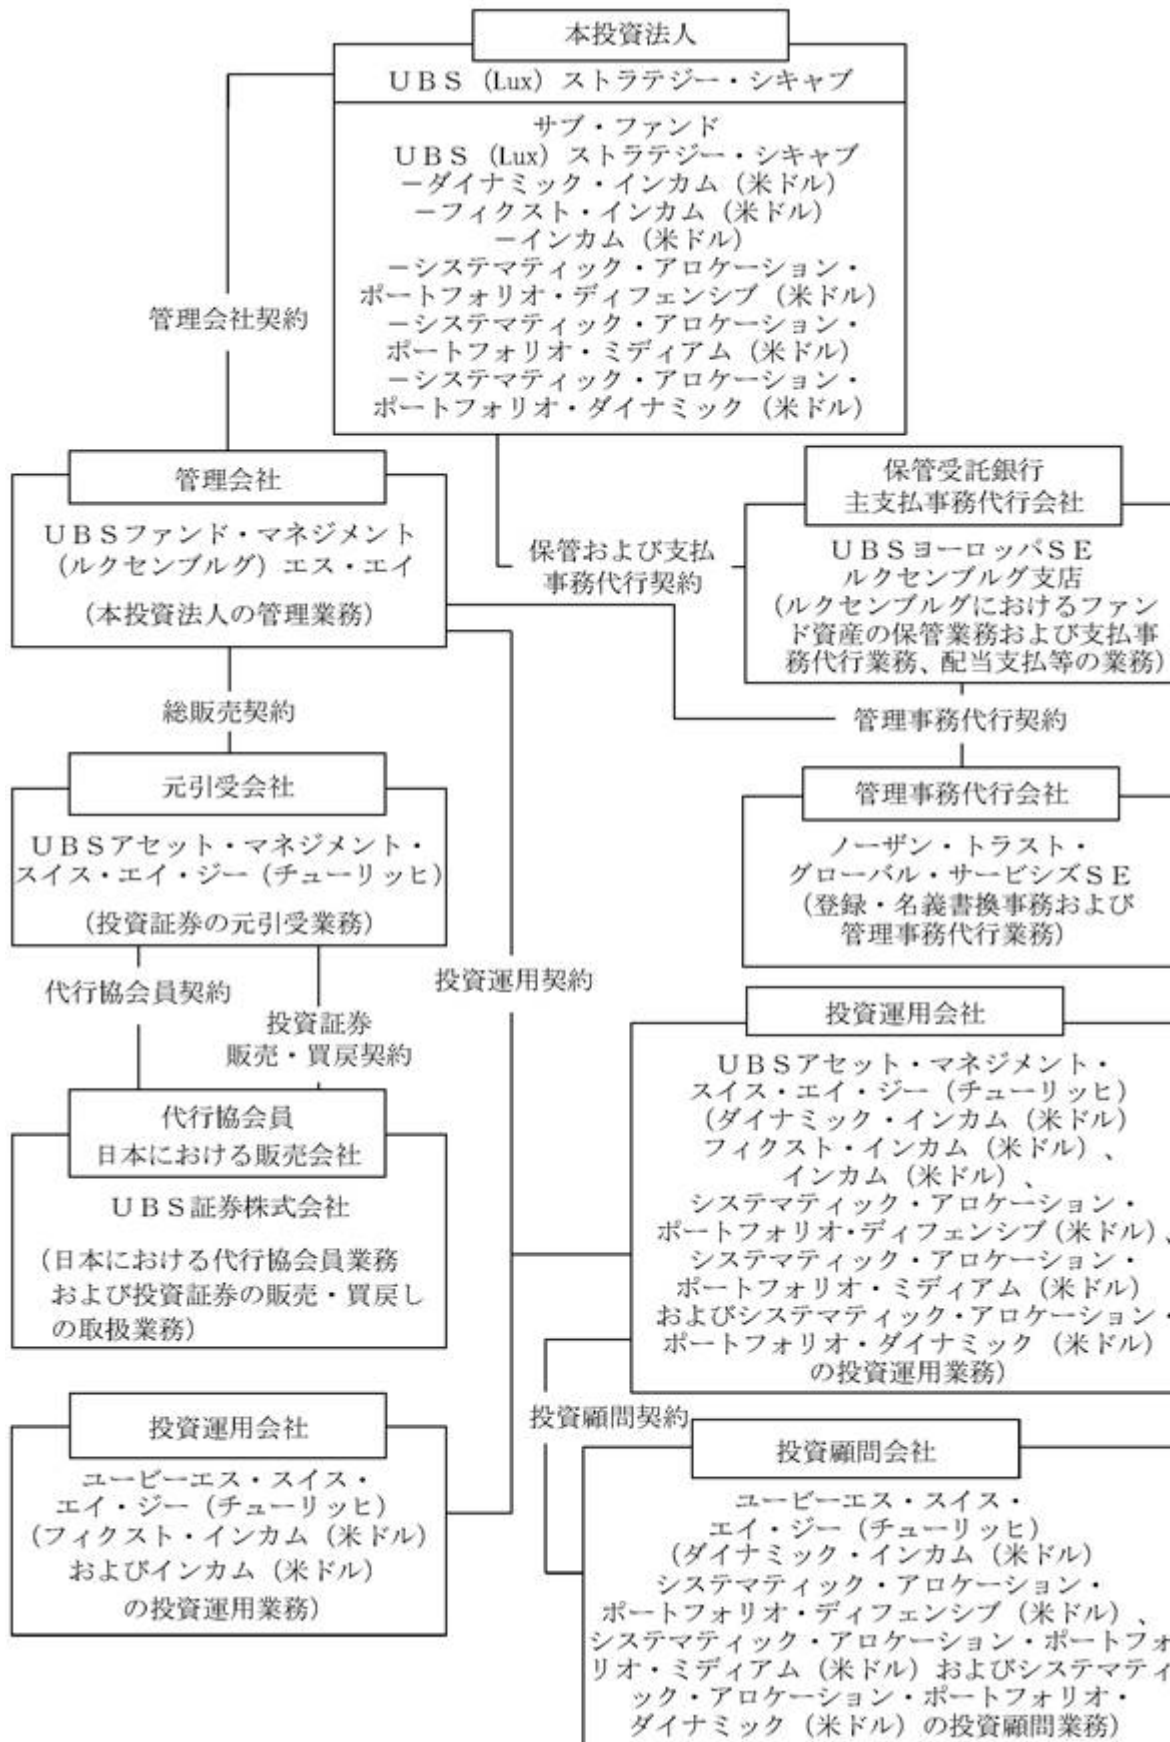 本投資法人
UBS (Lux) ストラテジー・シキャブ
サブ・ファンド
UBS (Lux) ストラテジー・シキャブ
－ダイナミック・インカム（米ドル）
－フィクスト・インカム（米ドル）
－インカム（米ドル）
－システマティック・アロケーション・
ポートフォリオ・ディフェンシブ（米ドル）
－システマティック・アロケーション・
ポートフォリオ・ミディアム（米ドル）
－システマティック・アロケーション・
ポートフォリオ・ダイナミック（米ドル）
管理会社契約
管理会社
UBSファンド・マネジメント
（ルクセンブルグ）エス・エイ
（本投資法人の管理業務）
保管および支払
事務代行契約
保管受託銀行
主支払事務代行会社
UBSヨーロッパSE
ルクセンブルグ支店
（ルクセンブルグにおけるファン
ド資産の保管業務および支払事
務代行業務、配当支払等の業務）
総販売契約
管理事務代行契約
元引受会社
UBSアセット・マネジメント・
スイス・エイ・ジー（チューリッヒ）
（投資証券の元引受業務）
管理事務代行会社
ノーザン・トラスト・
グローバル・サービシズSE
（登録・名義書換事務および
管理事務代行業務）
代行協会員契約
投資証券
販売・買戻契約
投資運用契約
代行協会員
日本における販売会社
UBS証券株式会社
（日本における代行協会員業務
および投資証券の販売・買戻し
の取扱業務）
投資運用会社
UBSアセット・マネジメント・
スイス・エイ・ジー（チューリッヒ）
（ダイナミック・インカム（米ドル）
フィクスト・インカム（米ドル）、
インカム（米ドル）、
システマティック・アロケーション・
ポートフォリオ・ディフェンシブ（米ドル）、
システマティック・アロケーション・
ポートフォリオ・ミディアム（米ドル）
およびシステマティック・アロケーション・
ポートフォリオ・ダイナミック（米ドル）
の投資運用業務）
投資運用会社
ユービーエス・スイス・
エイ・ジー（チューリッヒ）
（フィクスト・インカム（米ドル）
およびインカム（米ドル）
の投資運用業務）
投資顧問契約
投資顧問会社
ユービーエス・スイス・
エイ・ジー（チューリッヒ）
（ダイナミック・インカム（米ドル）
システマティック・アロケーション・
ポートフォリオ・ディフェンシブ（米ドル）、
システマティック・アロケーション・ポートフォ
リオ・ミディアム（米ドル）およびシステマティ
ック・アロケーション・ポートフォリオ・
ダイナミック（米ドル）の投資顧問業務）